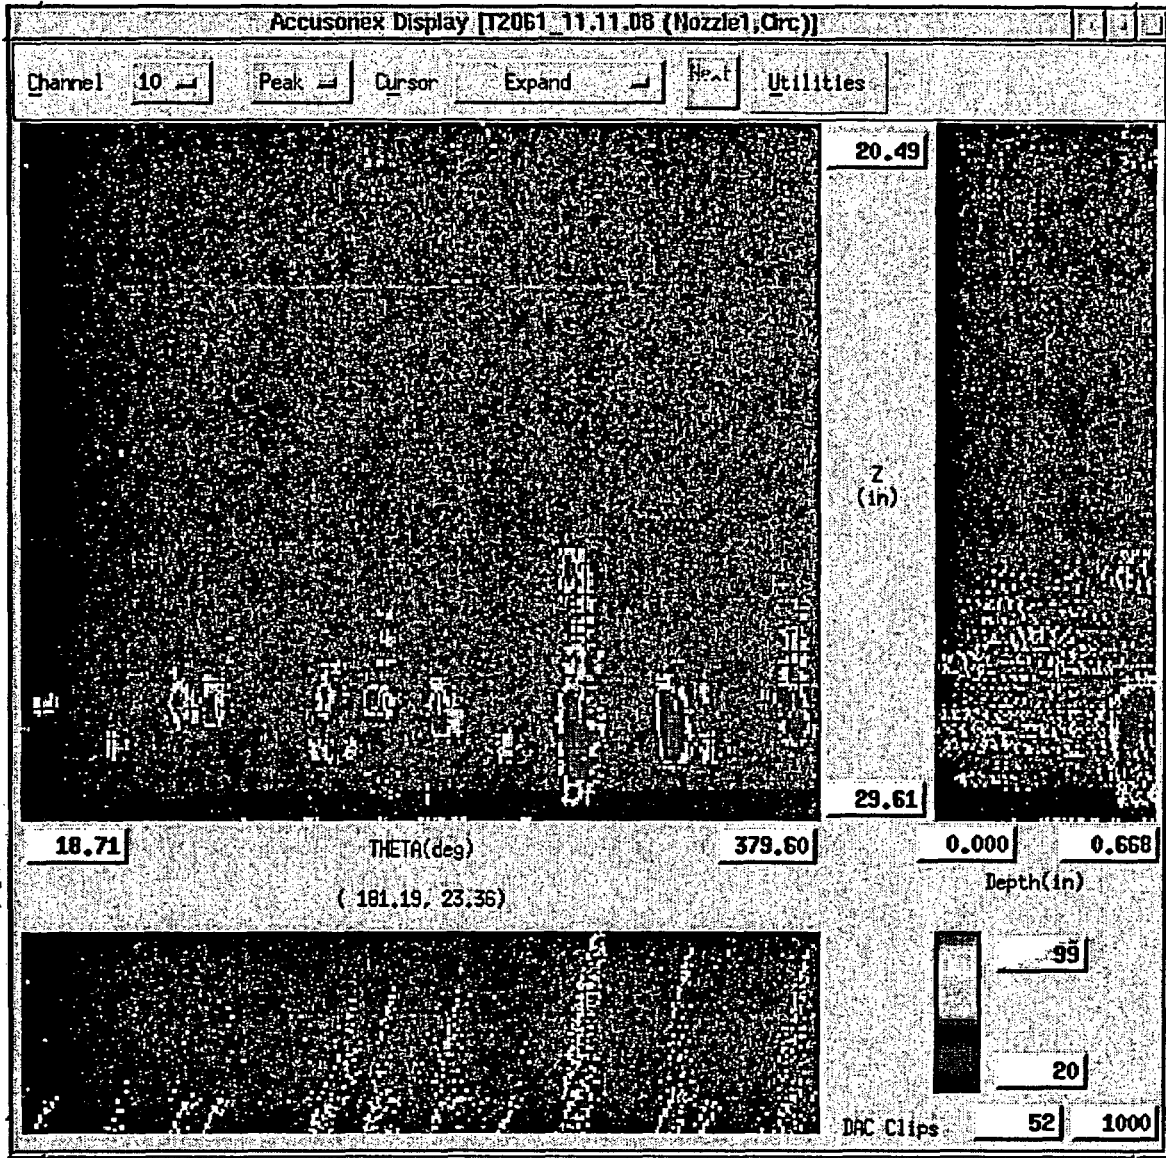 Accusonex Display [T2061_11.11.08 (Nozzle1,Circ)]
Channel 10 Peak Cursor Expand Next Utilities
20.49
Z
(in)
29.61
18.71 THETA(deg) 379.60 0.000 0.668
Depth(in)
( 181.19, 23.36)
99
20
DAC Clips 52 1000